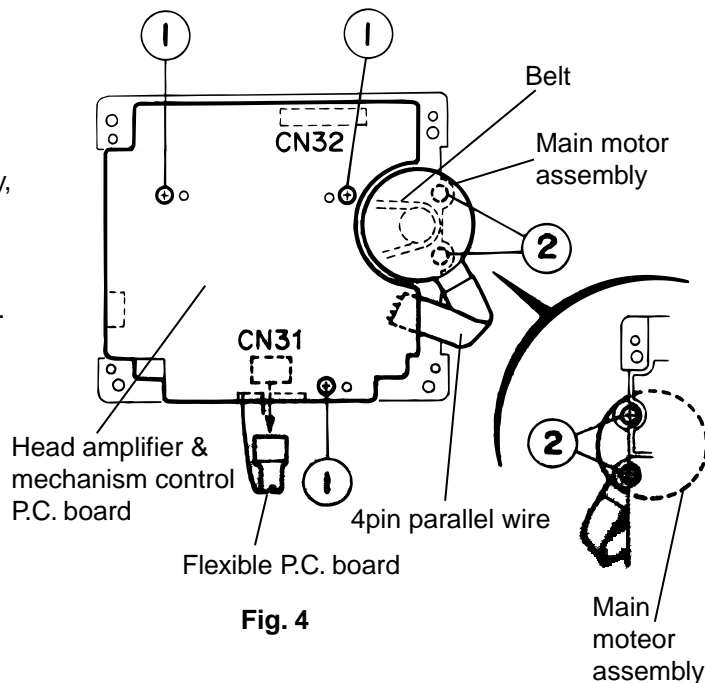 1
1
Belt
CN32
Main motor
assembly
y,
2
.
CN31
Head amplifier &
mechanism control
P.C. board
1
2
4pin parallel wire
Flexible P.C. board
Fig. 4
Main
moteor
assembly